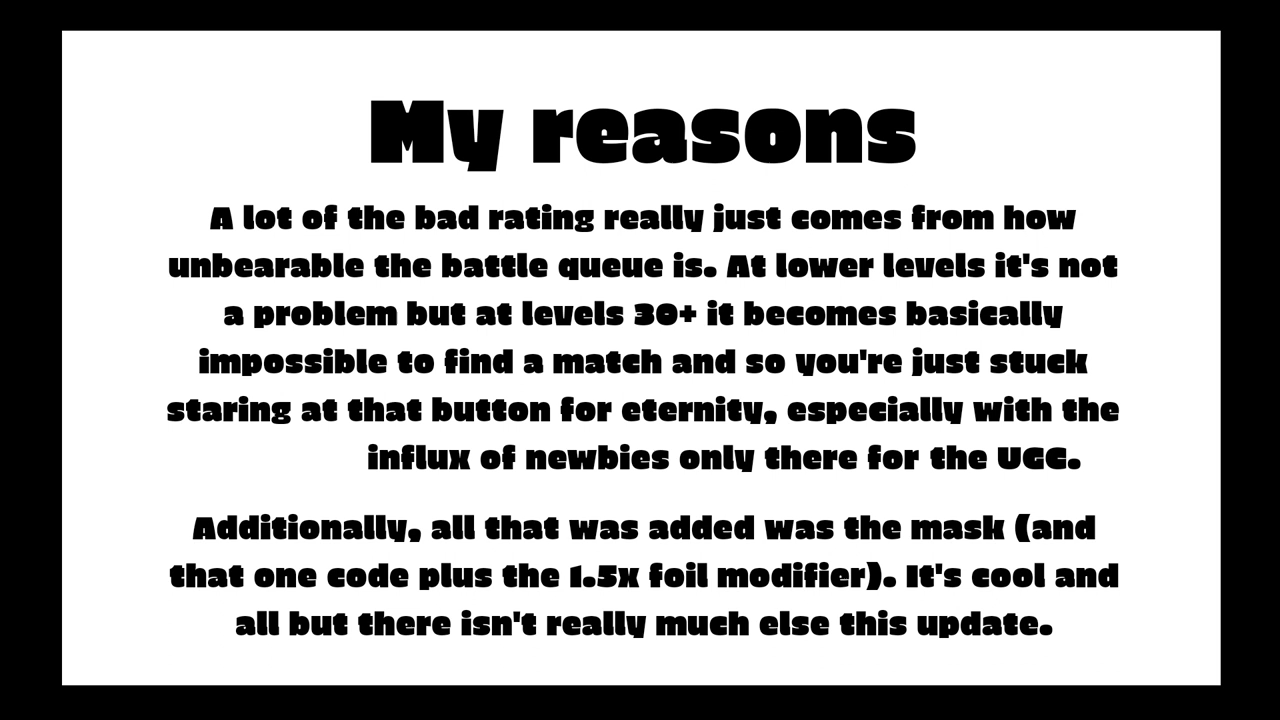 My reasons
A lot of the bad rating really just comes from how
unbearable the battle queue is. At lower levels it's not
a problem but at levels 30+ it becomes basically
impossible to find a match and so you're just stuck
staring at that button for eternity, especially with the
influx of newbies only there for the UGC.
Additionally, all that was added was the mask (and
that one code plus the 1.5x foil modifier). It's cool and
all but there isn't really much else this update.